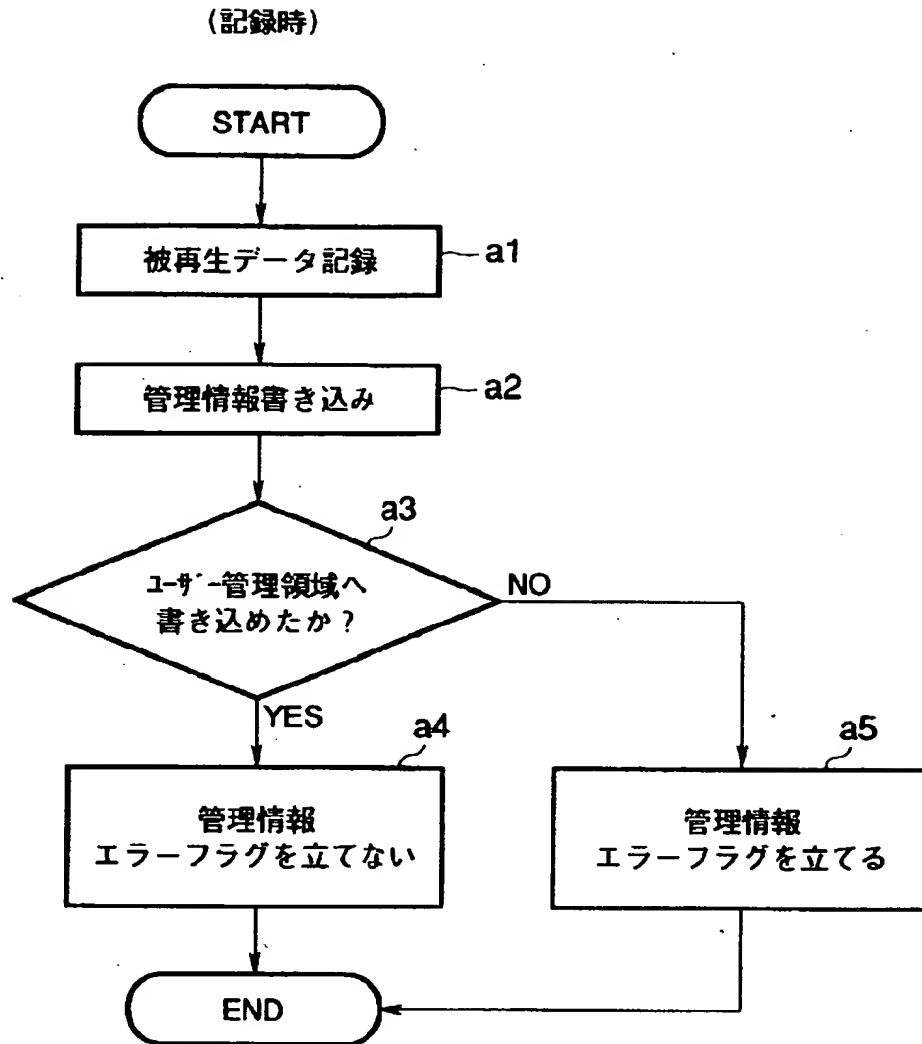 (記録時)
START
被再生データ記録
a1
管理情報書き込み
a2
a3
ユーザー管理領域へ
書き込めたか?
NO
YES
a4
a5
管理情報
エラーフラグを立てない
管理情報
エラーフラグを立てる
END